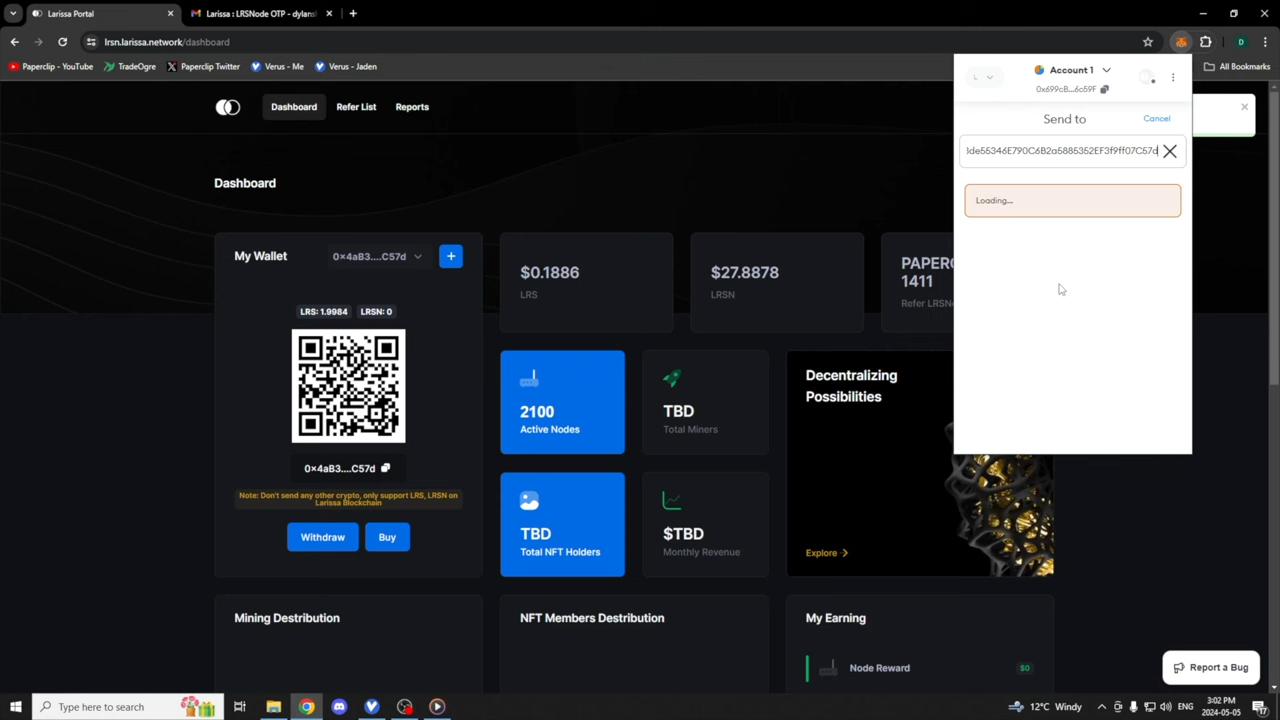 Larissa Portal
Larissa : LRSNode OTP - dylans
lrsn.larissa.network/dashboard
D
Paperclip - YouTube
TradeOgre
Paperclip Twitter
Verus - Me
Verus - Jaden
All Bookmarks
Dashboard
Refer List
Reports
L
Account 1
0x699cB...6c59F
Send to
Cancel
3de55346E790C6B2a5885352EF3f9ff07C57d
Loading...
Dashboard
My Wallet
0×4aB3....C57d
+
LRS: 1.9984
LRSN: 0
0×4aB3....C57d
Note: Don't send any other crypto, only support LRS, LRSN on
Larissa Blockchain
Withdraw
Buy
$0.1886
LRS
$27.8878
LRSN
PAPERC
1411
Refer LRSN
2100
Active Nodes
TBD
Total Miners
TBD
Total NFT Holders
$TBD
Monthly Revenue
Decentralizing
Possibilities
Explore
Mining Destribution
NFT Members Destribution
My Earning
Node Reward
$0
Report a Bug
Type here to search
12°C Windy
ENG
3:02 PM
2024-05-05
17